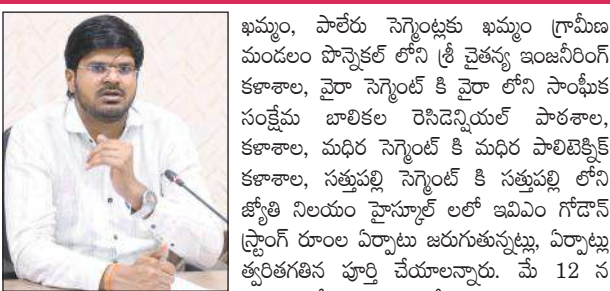 ఖమ్మం, పాలేరు సెగ్మెంట్లకు ఖమ్మం గ్రామీణ
మండలం పొన్నెకల్ లోని శ్రీ చైతన్య ఇంజనీరింగ్
కళాశాల, వైరా సెగ్మెంట్ కి వైరా లోని సాంఘీక
సంక్షేమ బాలికల రెసిడెన్షియల్ పాఠశాల,
కళాశాల, మధిర సెగ్మెంట్ కి మధిర పాలిటెక్నిక్
కళాశాల, సత్తుపల్లి సెగ్మెంట్ కి సత్తుపల్లి లోని
జ్యోతి నిలయం హైస్కూల్ లలో ఇవిఎం గోడౌన్
స్ట్రాంగ్ రూంల ఏర్పాటు జరుగుతున్నట్లు, ఏర్పాట్లు
త్వరితగతిన పూర్తి చేయాలన్నారు. మే 12 న